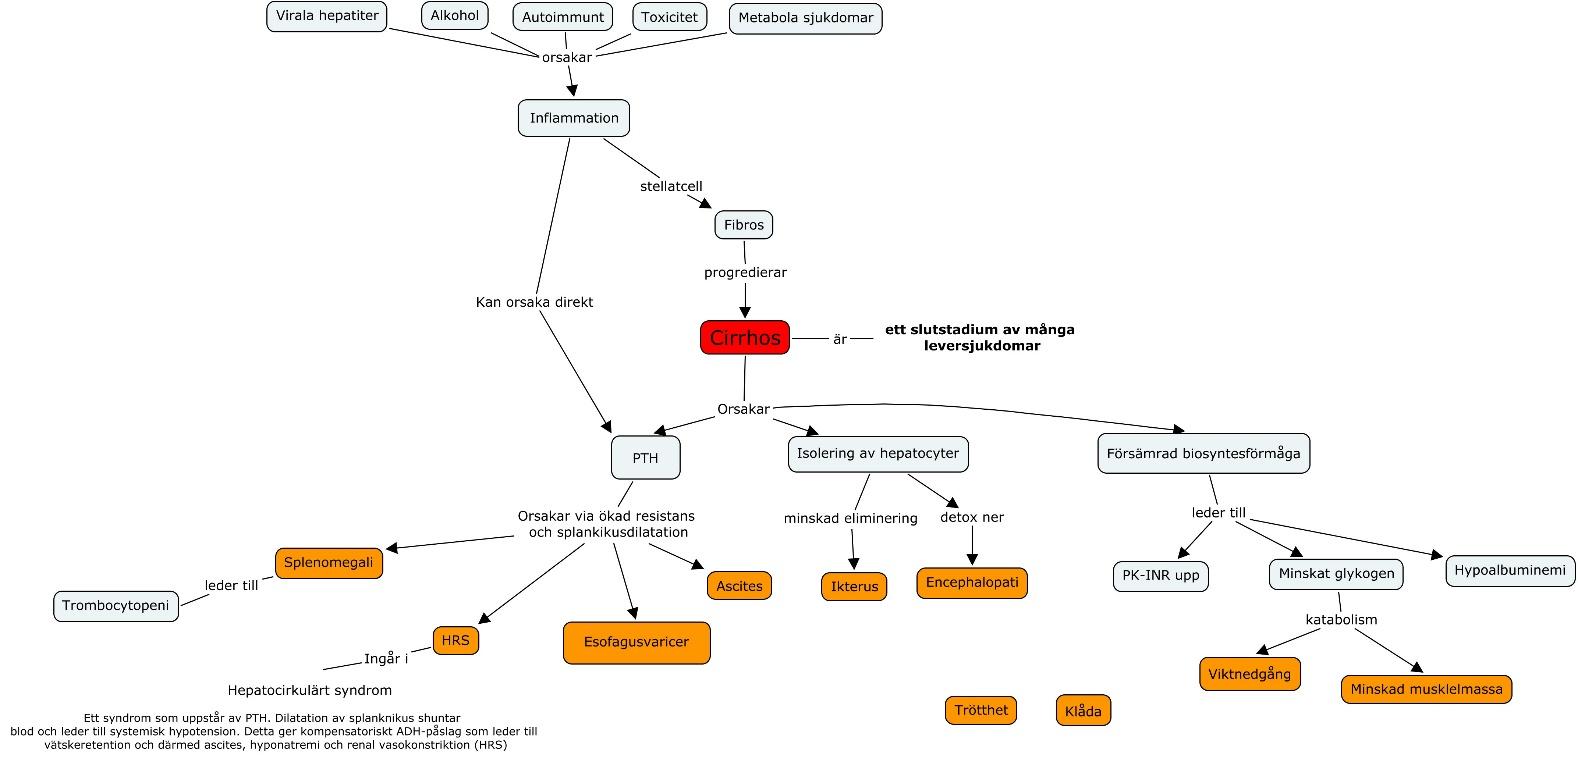 Virala hepatiter
Alkohol
Autoimmunt
Toxicitet
Metabola sjukdomar
orsakar
Inflammation
stellatcell
Fibros
progredierar
Kan orsaka direkt
Cirrhos
är
ett slutstadium av många
leversjukdomar
Orsakar
PTH
Isolering av hepatocyter
Försämrad biosyntesförmåga
Orsakar via ökad resistans
och splankikusdilatation
minskad eliminering
detox ner
leder till
Splenomegali
leder till
Trombocytopeni
Ascites
Ikterus
Encephalopati
PK-INR upp
Minskat glykogen
Hypoalbuminemi
HRS
Esofagusvaricer
katabolism
Ingår i
Viktnedgång
Minskad musklelmassa
Hepatocirkulärt syndrom
Trötthet
Klåda
Ett syndrom som uppstår av PTH. Dilatation av splanknikus shuntar
blod och leder till systemisk hypotension. Detta ger kompensatoriskt ADH-påslag som leder till
vätskeretention och därmed ascites, hyponatremi och renal vasokonstriktion (HRS)